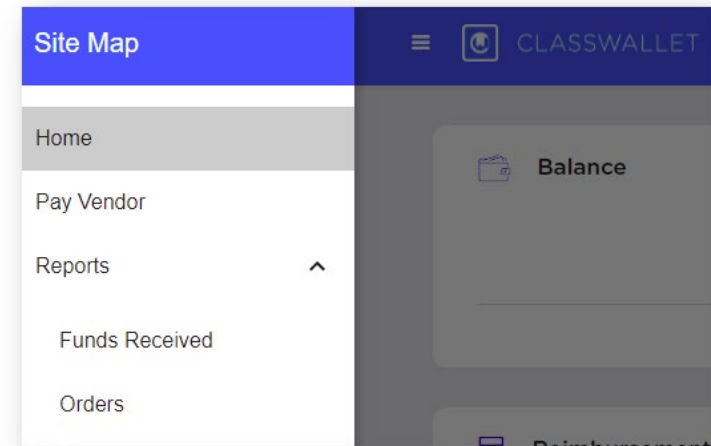 Site Map
CLASSWALLET
Home
Balance
Pay Vendor
Reports
Funds Received
Orders